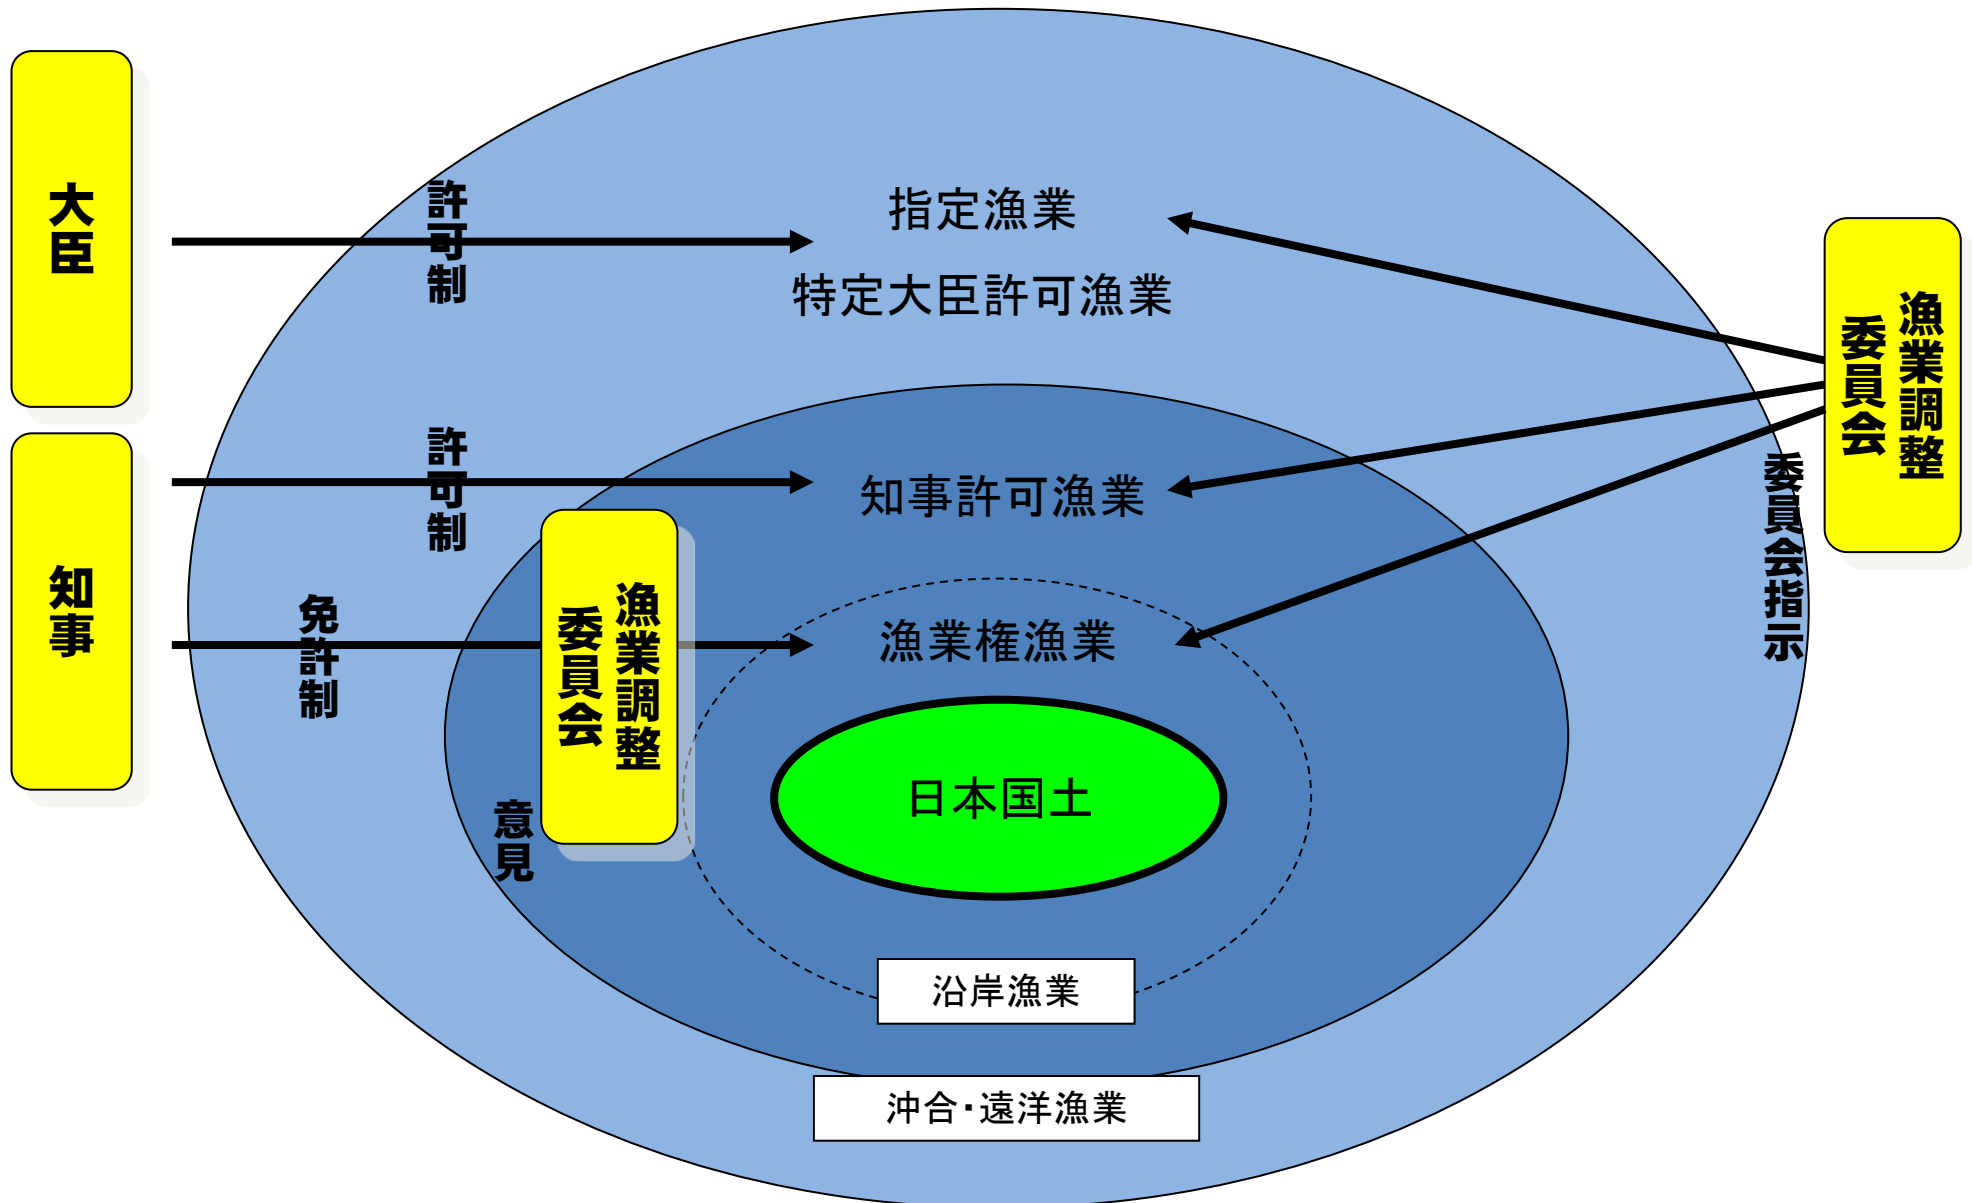 大臣
許可制
指定漁業
特定大臣許可漁業
漁業調整
委員会
知事
許可制
知事許可漁業
委員会指示
免許制
漁業調整
委員会
漁業権漁業
意見
日本国土
沿岸漁業
沖合・遠洋漁業